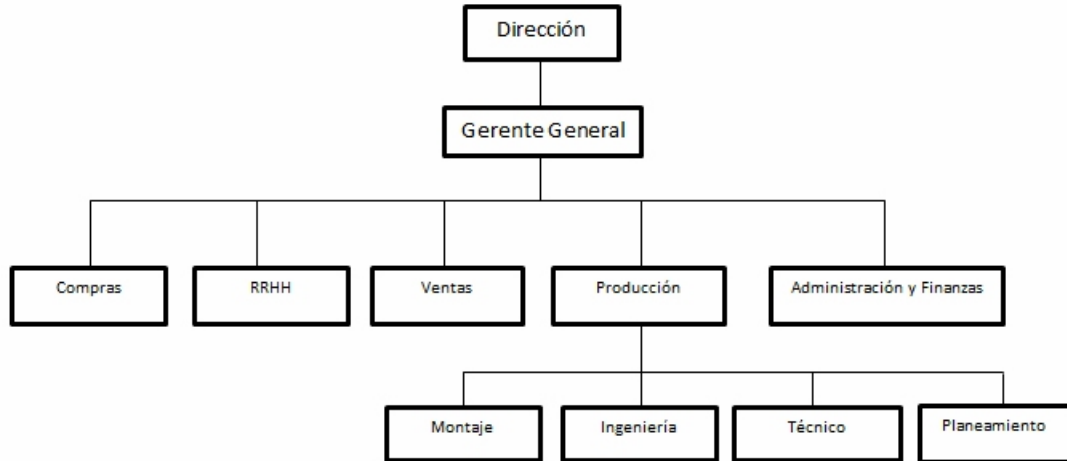 Dirección
Gerente General
Compras
RRHH
Ventas
Producción
Administración y Finanzas
Montaje
Ingeniería
Técnico
Planeamiento